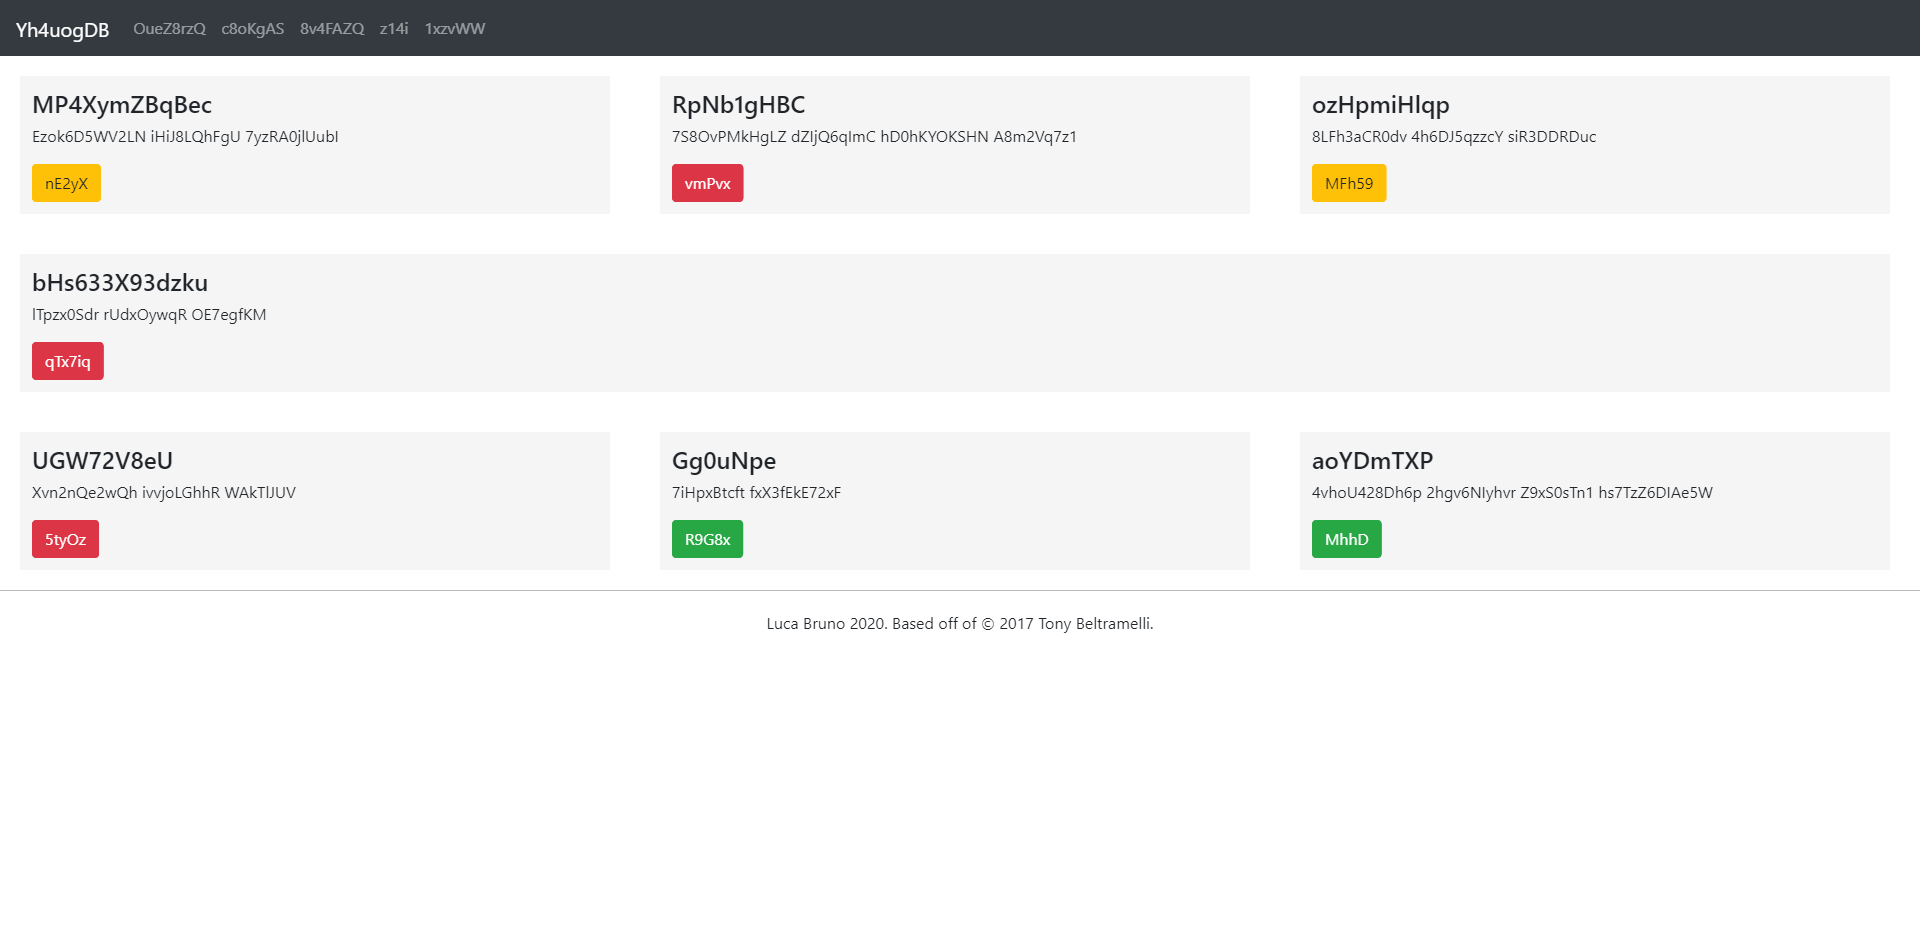 Yh4uogDB OueZ8rzQ c8oKgAS 8v4FAZQ z14i 1xzvWW
MP4XymZBqBec
Ezok6D5WV2LN iHiJ8LQhFgU 7yzRA0jlUubI
nE2yX
RpNb1gHBC
7S8OvPMkHgLZ dZIjQ6qImC hD0hKYOKSHN A8m2Vq7z1
vmPvx
ozHpmiHlqp
8LFh3aCR0dv 4h6DJ5qzzcY siR3DDRDuc
MFh59
bHs633X93dzku
lTpzx0Sdr rUdxOywqR OE7egfKM
qTx7iq
UGW72V8eU
Xvn2nQe2wQh ivvjoLGhhR WAkTlJUV
5tyOz
Gg0uNpe
7iHpxBtcft fxX3fEkE72xF
R9G8x
aoYDmTXP
4vhoU428Dh6p 2hgv6NIyhvr Z9xS0sTn1 hs7TzZ6DIAe5W
MhhD
Luca Bruno 2020. Based off of © 2017 Tony Beltramelli.